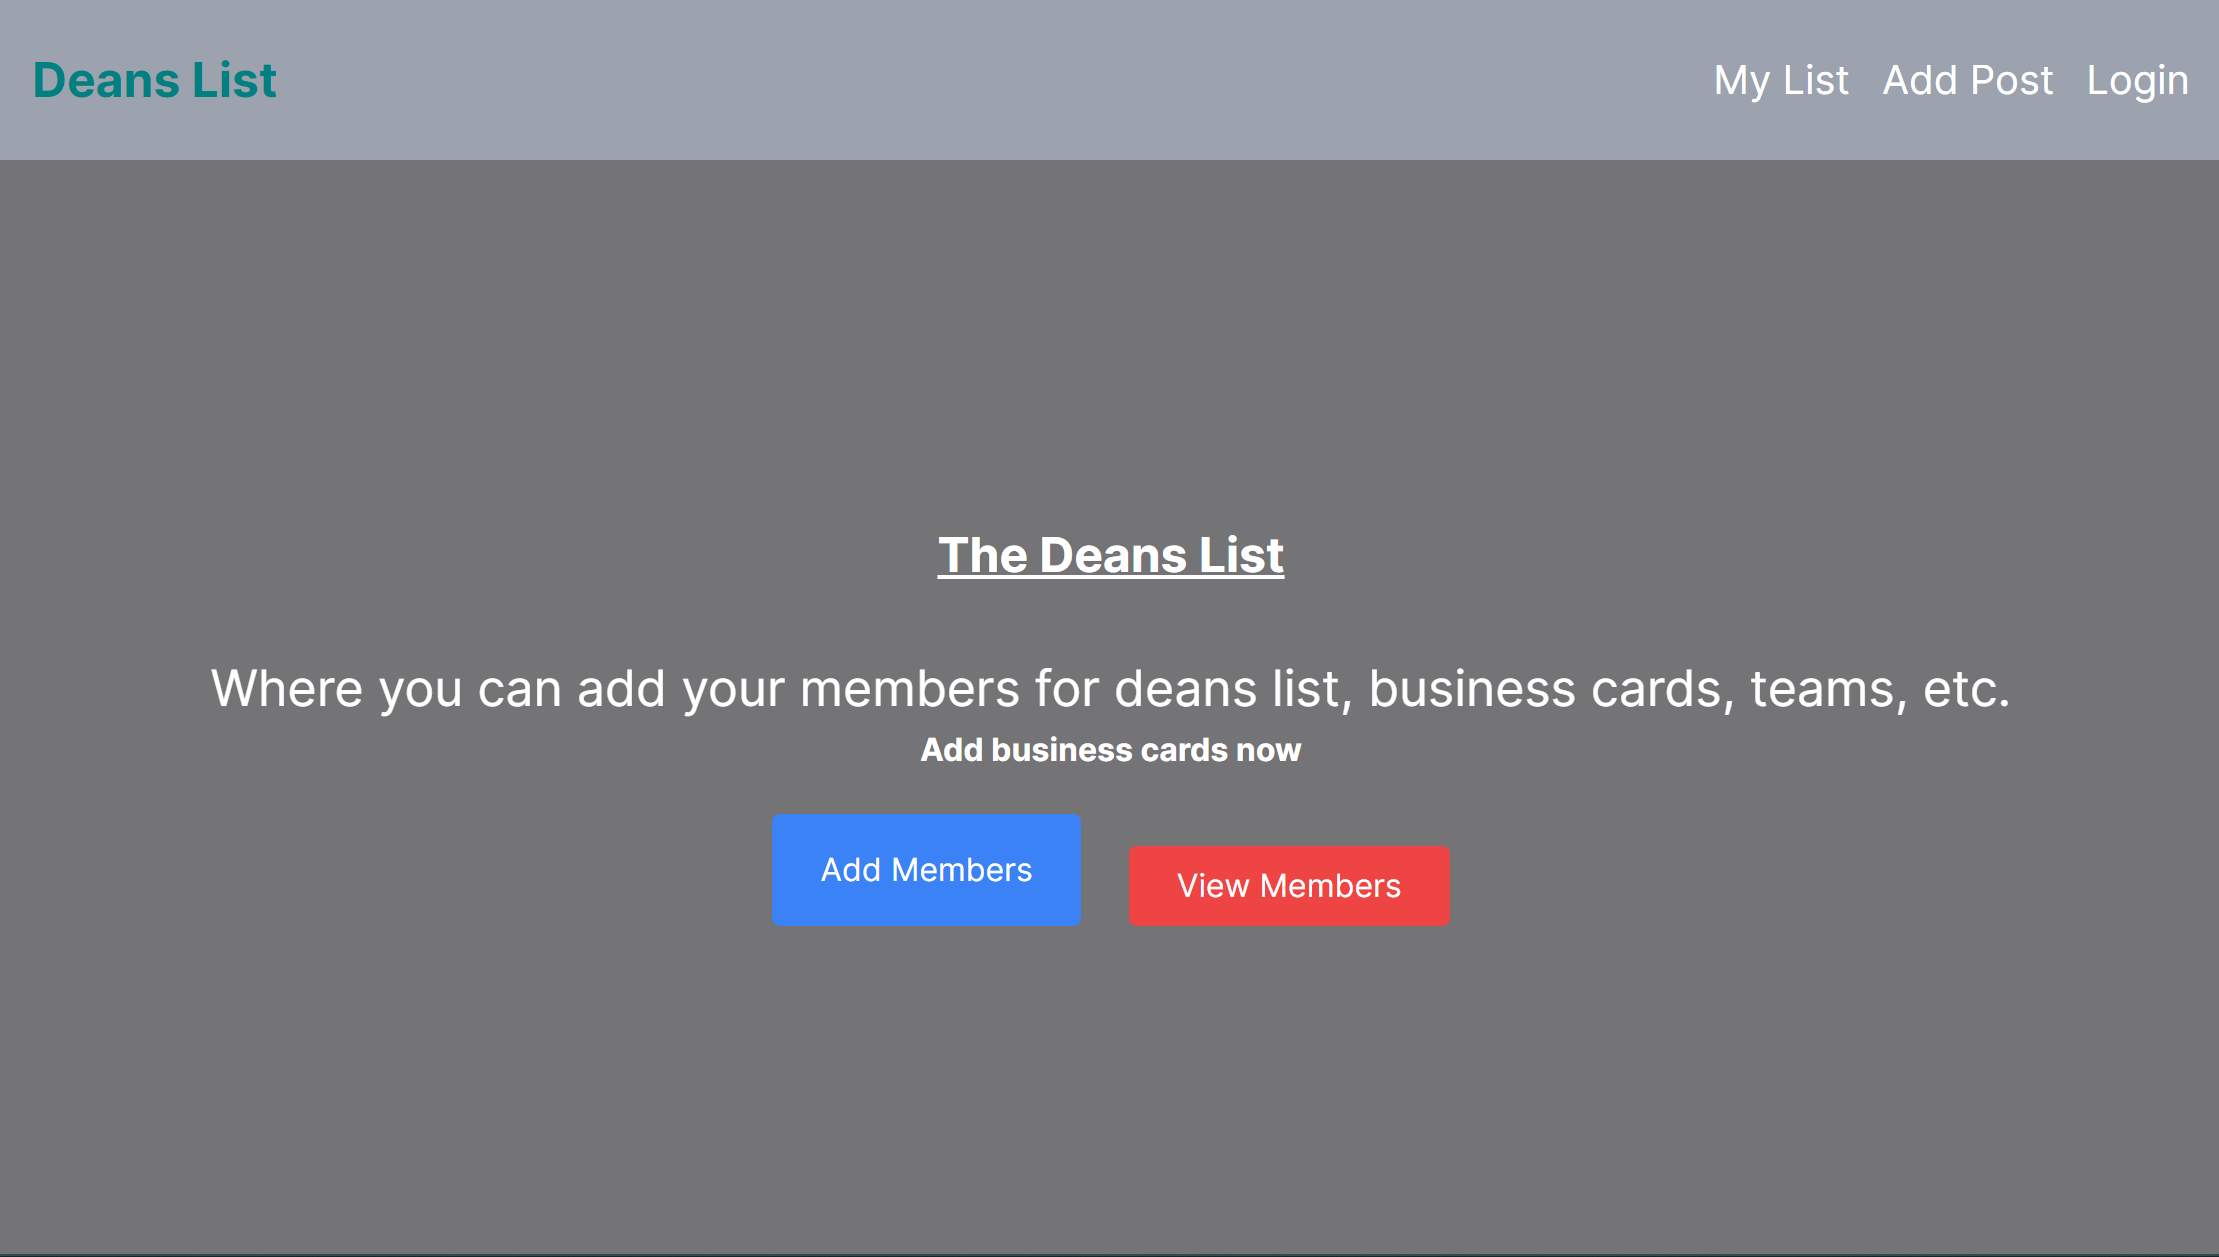 Deans List
My List Add Post Login
The Deans List
Where you can add your members for deans list, business cards, teams, etc.
Add business cards now
Add Members
View Members